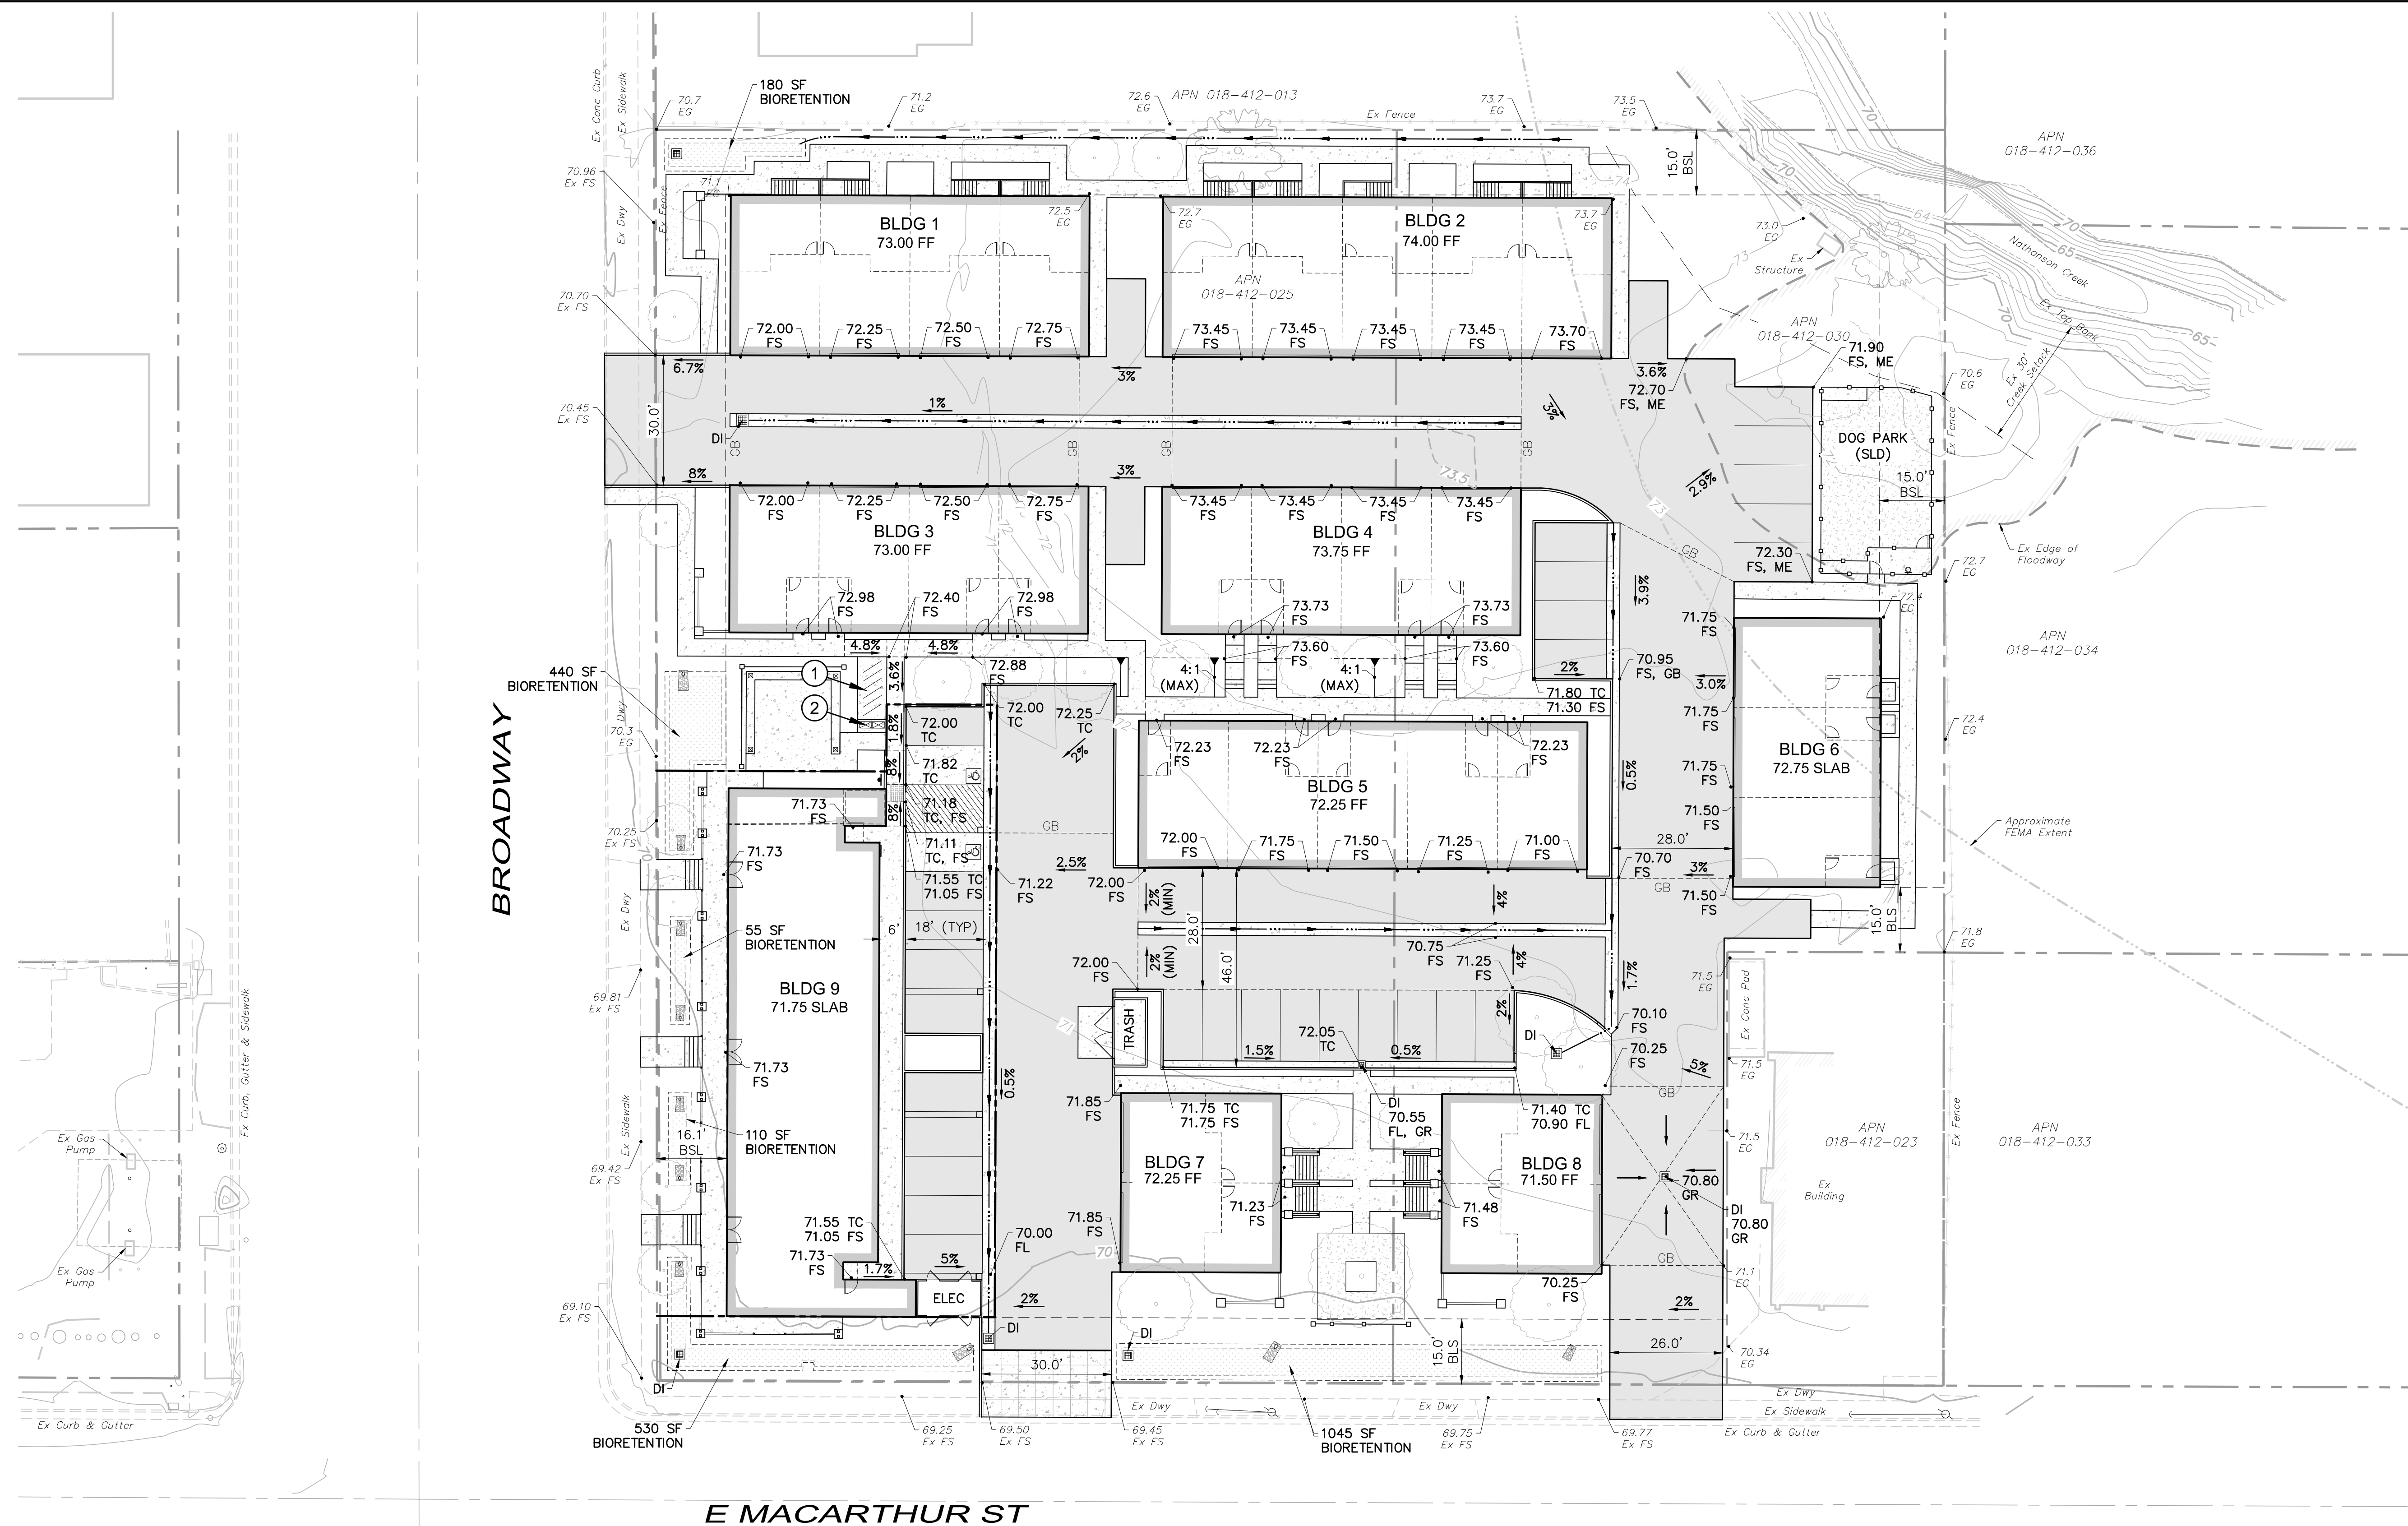 180 SF
BIORETENTION
70.7
EG
71.2
EG
72.6
EG
APN 018-412-013
Ex Fence
73.7
EG
73.5
EG
Ex Conc Curb
Ex Sidewalk
70.96
Ex FS
Ex Dwy
Ex Fence
71.1
EG
BLDG 1
73.00 FF
72.5
EG
72.7
EG
BLDG 2
74.00 FF
73.7
EG
74
15.0'
BSL
70
APN
018-412-036
70
64
70
65
Nathanson Creek
65
70
Ex Top Bank
73.0
EG
73
Ex
Structure
APN
018-412-025
APN
018-412-030
Ex 30'
Creek Setack
70.70
Ex FS
72.00
FS
72.25
FS
72.50
FS
72.75
FS
73.45
FS
73.45
FS
73.45
FS
73.45
FS
73.70
FS
71.90
FS, ME
70.6
EG
6.7%
3%
3.6%
72.70
FS, ME
70.45
Ex FS
30.0'
1%
DI
GB
GB
GB
GB
3%
DOG PARK
(SLD)
Ex Fence
15.0'
BSL
8%
3%
73.5
2.9%
73
72.00
FS
72.25
FS
72.50
FS
72.75
FS
73.45
FS
73.45
FS
73.45
FS
73.45
FS
BLDG 3
73.00 FF
71
72
72
BLDG 4
73.75 FF
GB
72.30
FS, ME
Ex Edge of
Floodway
72.7
EG
3.9%
72.98
FS
72.40
FS
72.98
FS
73.73
FS
73.73
FS
72.4
EG
71.75
FS
APN
018-412-034
4.8%
4.8%
3.6%
72.88
FS
73.60
FS
73.60
FS
4:1
(MAX)
4:1
(MAX)
2%
70.95
FS, GB
3.0%
440 SF
BIORETENTION
1
2
72.00
TC
72.25
TC
71.80 TC
71.30 FS
71.75
FS
BROADWAY
Dwy
70.3
EG
1.8%
72.00
TC
2%
72
72.23
FS
72.23
FS
72.23
FS
72.4
EG
BLDG 6
72.75 SLAB
8%
71.82
TC
BLDG 5
72.25 FF
0.5%
71.75
FS
71.50
FS
71.73
FS
8%
71.18
TC, FS
GB
70.25
Ex FS
70
71.11
TC, FS
72.00
FS
71.75
FS
71.50
FS
71.25
FS
71.00
FS
28.0'
Approximate
FEMA Extent
71.73
FS
71.55 TC
71.05 FS
2.5%
71.22
FS
72.00
FS
70.70
FS
3%
GB
71.50
FS
Ex Dwy
55 SF
BIORETENTION
6'
18' (TYP)
2%
(MIN)
28.0'
46.0'
4%
15.0'
BLS
70.75
FS
71.8
EG
72.00
FS
2%
(MIN)
71.25
FS
4%
1.7%
71.5
EG
Ex Conc Pad
BLDG 9
71.75 SLAB
69.81
Ex FS
Ex Curb, Gutter & Sidewalk
71
TRASH
2%
72.05
TC
DI
70.10
FS
1.5%
0.5%
70.25
FS
5%
71.5
EG
71.73
FS
0.5%
GB
Ex Fence
Ex Sidewalk
71.85
FS
71.75 TC
71.75 FS
DI
70.55
FL, GR
71.40 TC
70.90 FL
Ex Gas
Pump
16.1'
BSL
110 SF
BIORETENTION
71.5
EG
APN
018-412-023
APN
018-412-033
69.42
Ex FS
BLDG 7
72.25 FF
BLDG 8
71.50 FF
70.80
GR
Ex
Building
71.23
FS
71.48
FS
DI
70.80
GR
71.55 TC
71.05 FS
71.85
FS
70.00
FL
70
GB
Ex Gas
Pump
71.73
FS
1.7%
5%
71.1
EG
70.25
FS
69.10
Ex FS
ELEC
2%
2%
DI
DI
15.0'
BLS
26.0'
70.34
EG
30.0'
DI
Ex Dwy
Ex Dwy
Ex Dwy
Ex Sidewalk
Ex Curb & Gutter
Ex Curb & Gutter
530 SF
BIORETENTION
69.25
Ex FS
69.50
Ex FS
69.45
Ex FS
1045 SF
BIORETENTION
69.75
Ex FS
69.77
Ex FS
E MACARTHUR ST